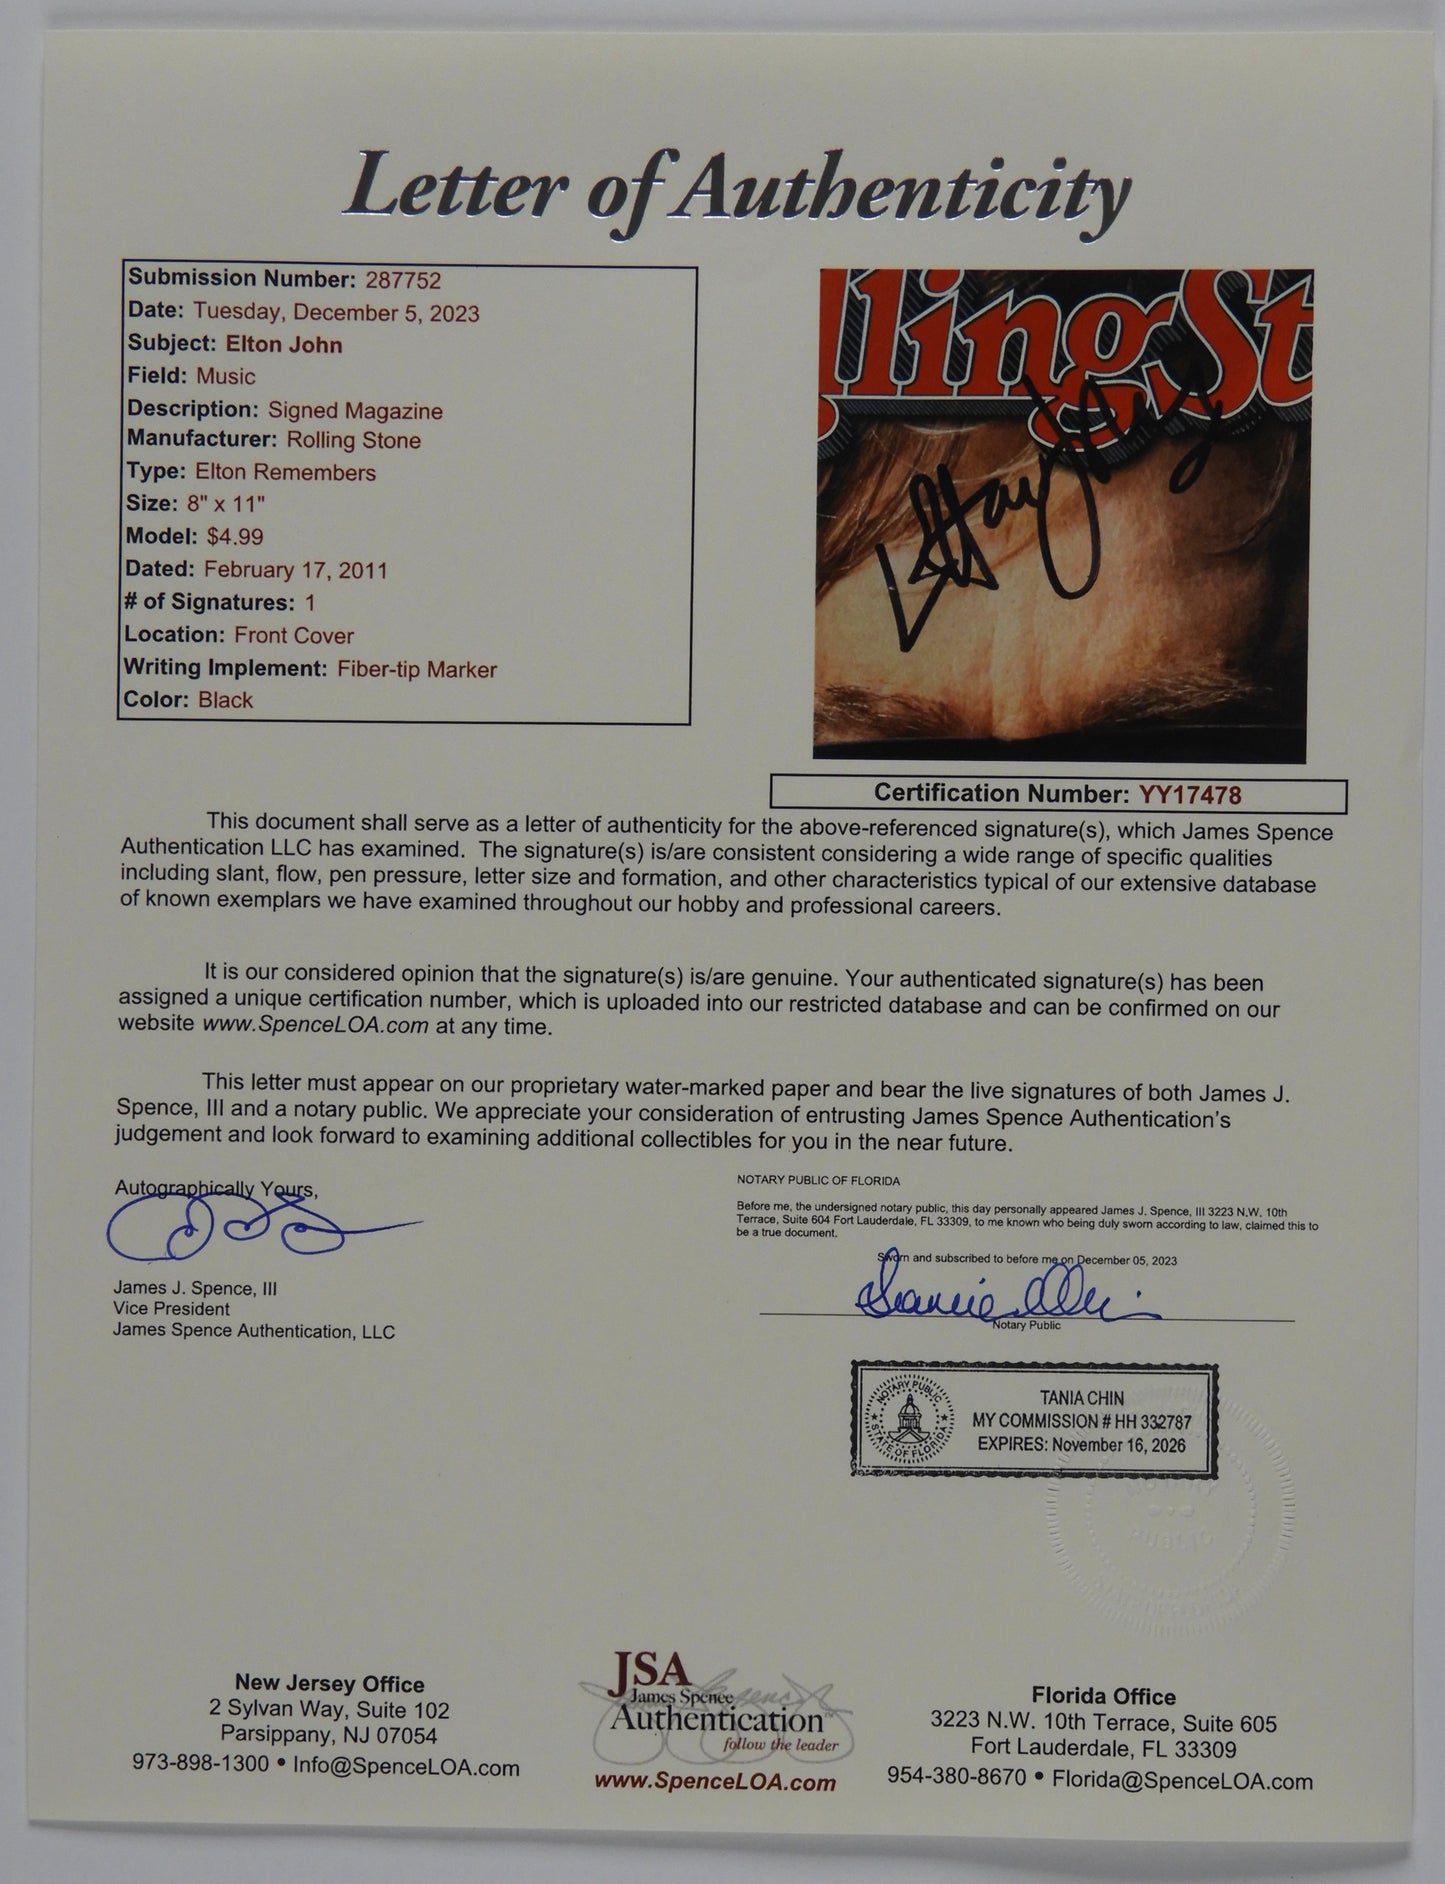 Letter of Authenticity
Submission Number: 287752
Date: Tuesday, December 5, 2023
Subject: Elton John
Field: Music
Description: Signed Magazine
Manufacturer: Rolling Stone
Type: Elton Remembers
Size: 8" x 11"
Model: $4.99
Dated: February 17, 2011
# of Signatures: 1
Location: Front Cover
Writing Implement: Fiber-tip Marker
Color: Black
llingSt
Certification Number: YY17478
This document shall serve as a letter of authenticity for the above-referenced signature(s), which James Spence
Authentication LLC has examined. The signature(s) is/are consistent considering a wide range of specific qualities
including slant, flow, pen pressure, letter size and formation, and other characteristics typical of our extensive database
of known exemplars we have examined throughout our hobby and professional careers.
It is our considered opinion that the signature(s) is/are genuine. Your authenticated signature(s) has been
assigned a unique certification number, which is uploaded into our restricted database and can be confirmed on our
website www.SpenceLOA.com at any time.
This letter must appear on our proprietary water-marked paper and bear the live signatures of both James J.
Spence, III and a notary public. We appreciate your consideration of entrusting James Spence Authentication's
judgement and look forward to examining additional collectibles for you in the near future.
Autographically Yours,
James J. Spence, III
Vice President
James Spence Authentication, LLC
NOTARY PUBLIC OF FLORIDA
Before me, the undersigned notary public, this day personally appeared James J. Spence, III 3223 N.W. 10th
Terrace, Suite 604 Fort Lauderdale, FL 33309, to me known who being duly sworn according to law, claimed this to
be a true document.
Sworn and subscribed to before me on December 05, 2023
Notary Public
NOTARY PUBLIC
STATE OF FLORIDA
TANIA CHIN
MY COMMISSION # HH 332787
EXPIRES: November 16, 2026
NOTARY
PUBLIC
New Jersey Office
2 Sylvan Way, Suite 102
Parsippany, NJ 07054
973-898-1300 • Info@SpenceLOA.com
JSA
James Spence
Authentication™
follow the leader
www.SpenceLOA.com
Florida Office
3223 N.W. 10th Terrace, Suite 605
Fort Lauderdale, FL 33309
954-380-8670 • Florida@SpenceLOA.com